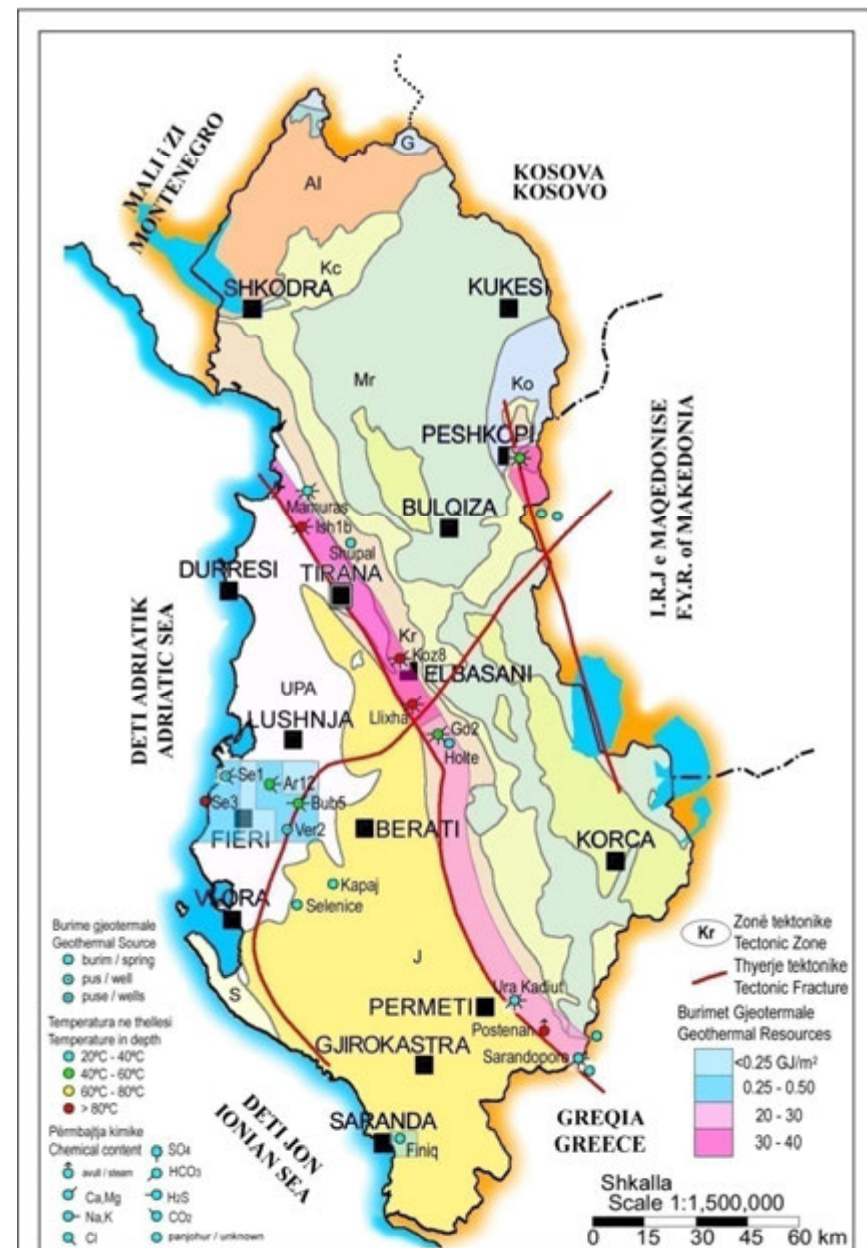 MALI i ZI
MONTENEGRO
KOSOVA
KOSOVO
G
Al
Kc
SHKODRA
KUKESI
Mr
Ko
PESHKOPI
I.R.J e MAQEDONISE
F.Y.R. of MAKEDONIA
Mamuras
Ish1b
BULQIZA
Shupal
DURRESI
TIRANA
DETI ADRIATIK
ADRIATIC SEA
Kr
Koz8
ELBASANI
UPA
Llixha
LUSHNJA
Go2
Holte
Se1
Ar12
Se3
Bub5
FIERI
Ver2
BERATI
KORCA
Kapaj
VLORA
Selenice
J
S
Ura Kadiut
PERMETI
Postenan
GJIROKASTRA
Sarandoporo
DETI JON
IONIAN SEA
SARANDA
Finiq
GREQIA
GREECE
Burime gjeotermale
Geothermal Source
burim / spring
pus / well
puse / wells
Temperatura ne thellesi
Temperature in depth
20ºC - 40ºC
40ºC - 60ºC
60ºC - 80ºC
> 80ºC
Përmbajtja kimike
Chemical content
avull / steam
Ca,Mg
Na,K
Cl
SO4
HCO3
H2S
CO2
panjohur / unknown
Kr
Zonë tektonike
Tectonic Zone
Thyerje tektonike
Tectonic Fracture
Burimet Gjeotermale
Geothermal Resources
<0.25 GJ/m²
0.25 - 0.50
20 - 30
30 - 40
Shkalla
Scale 1:1,500,000
0 15 30 45 60 km